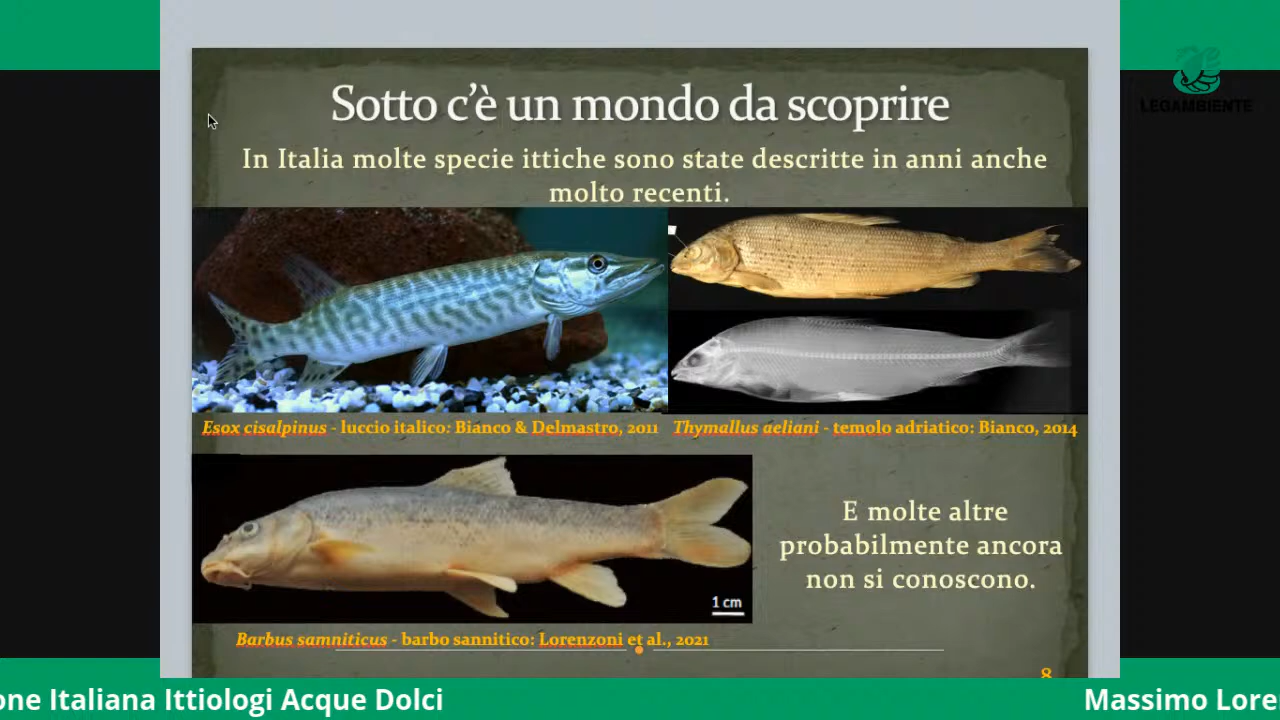 LEGAMBIENTE
Sotto c'è un mondo da scoprire
In Italia molte specie ittiche sono state descritte in anni anche
molto recenti.
Esox cisalpinus - luccio italico: Bianco & Delmastro, 2011
Thymallus aeliani - temolo adriatico: Bianco, 2014
E molte altre
probabilmente ancora
non si conoscono.
1 cm
Barbus samniticus - barbo sannitico: Lorenzoni et al., 2021
8
one Italiana Ittiologi Acque Dolci
Massimo Lore